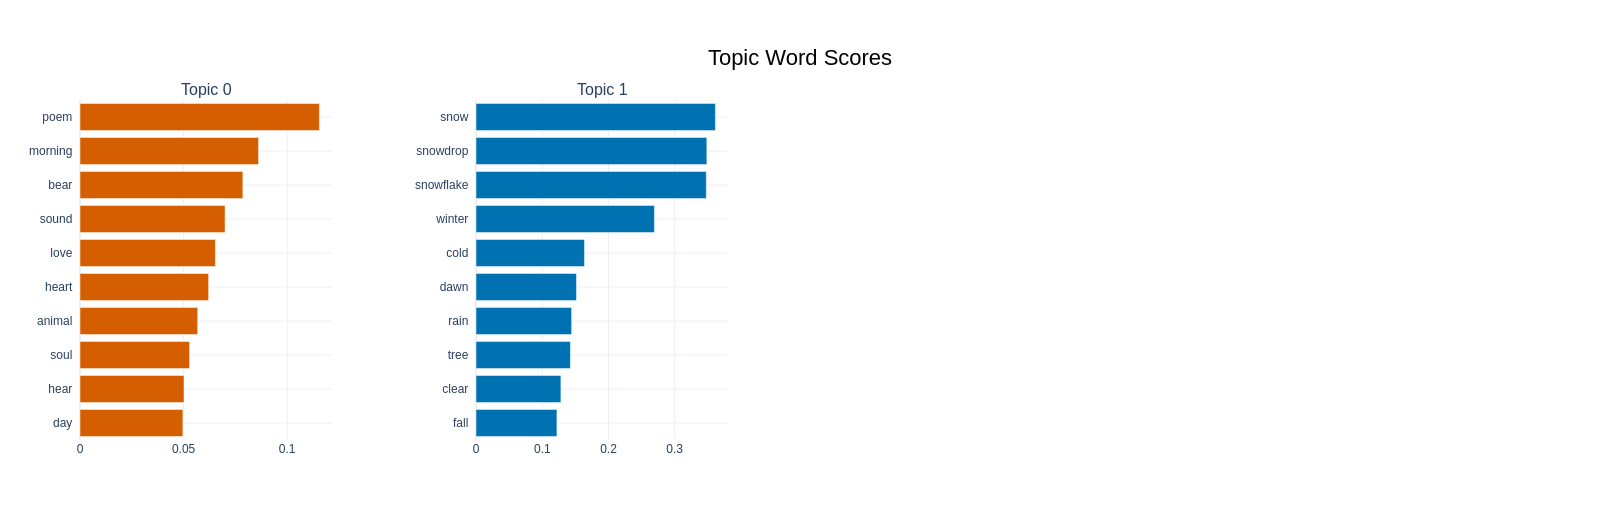 Topic Word Scores
Topic 0
poem
morning
bear
sound
love
heart
animal
soul
hear
day
0 0.05 0.1
Topic 1
snow
snowdrop
snowflake
winter
cold
dawn
rain
tree
clear
fall
0 0.1 0.2 0.3